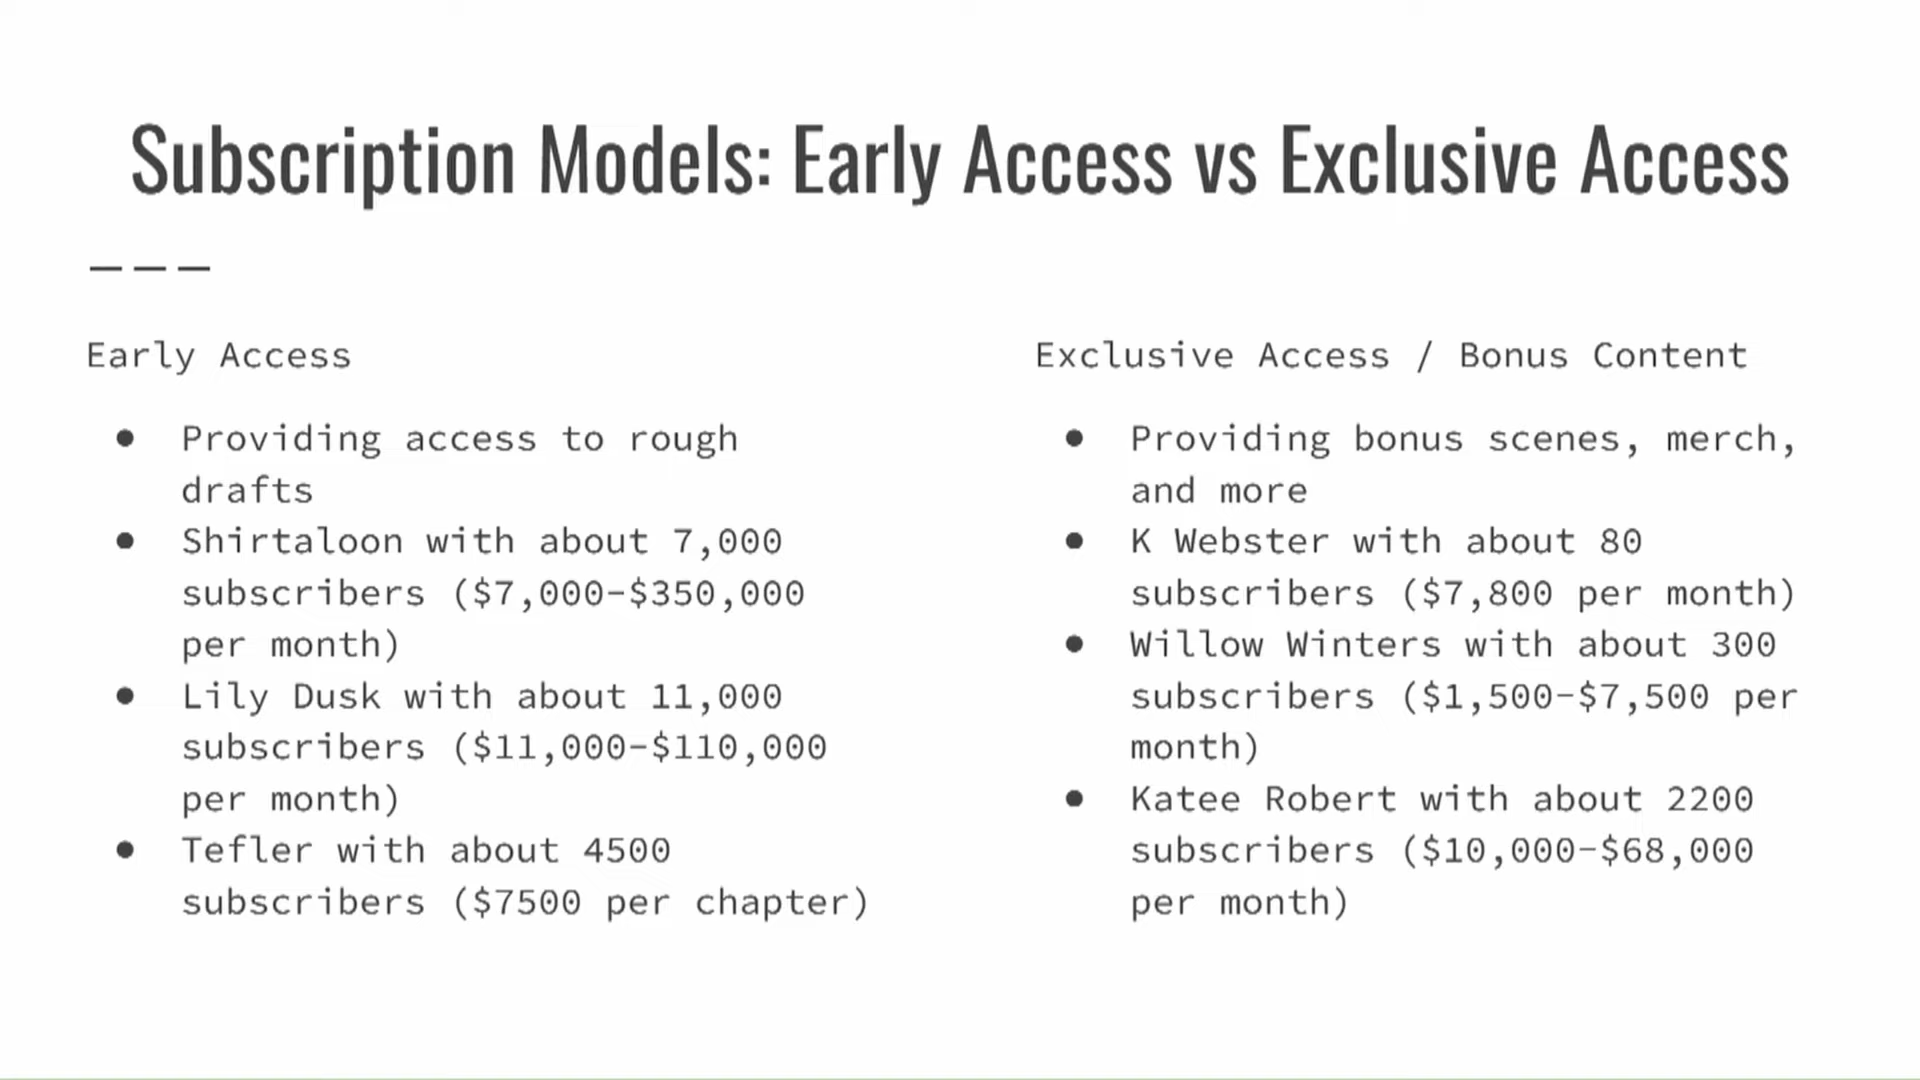 Subscription Models: Early Access vs Exclusive Access
Early Access
● Providing access to rough
drafts
● Shirtaloon with about 7,000
subscribers ($7,000-$350,000
per month)
● Lily Dusk with about 11,000
subscribers ($11,000-$110,000
per month)
● Tefler with about 4500
subscribers ($7500 per chapter)
Exclusive Access / Bonus Content
● Providing bonus scenes, merch,
and more
● K Webster with about 80
subscribers ($7,800 per month)
● Willow Winters with about 300
subscribers ($1,500-$7,500 per
month)
● Katee Robert with about 2200
subscribers ($10,000-$68,000
per month)